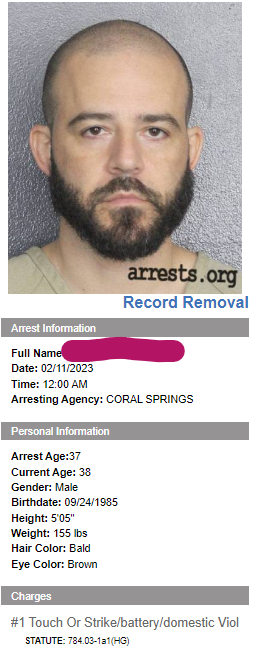 arrests.org
Record Removal
Arrest Information
Full Name
Date: 02/11/2023
Time: 12:00 AM
Arresting Agency: CORAL SPRINGS
Personal Information
Arrest Age:37
Current Age: 38
Gender: Male
Birthdate: 09/24/1985
Height: 5'05"
Weight: 155 lbs
Hair Color: Bald
Eye Color: Brown
Charges
#1 Touch Or Strike/battery/domestic Viol
STATUTE: 784.03-1a1(HG)